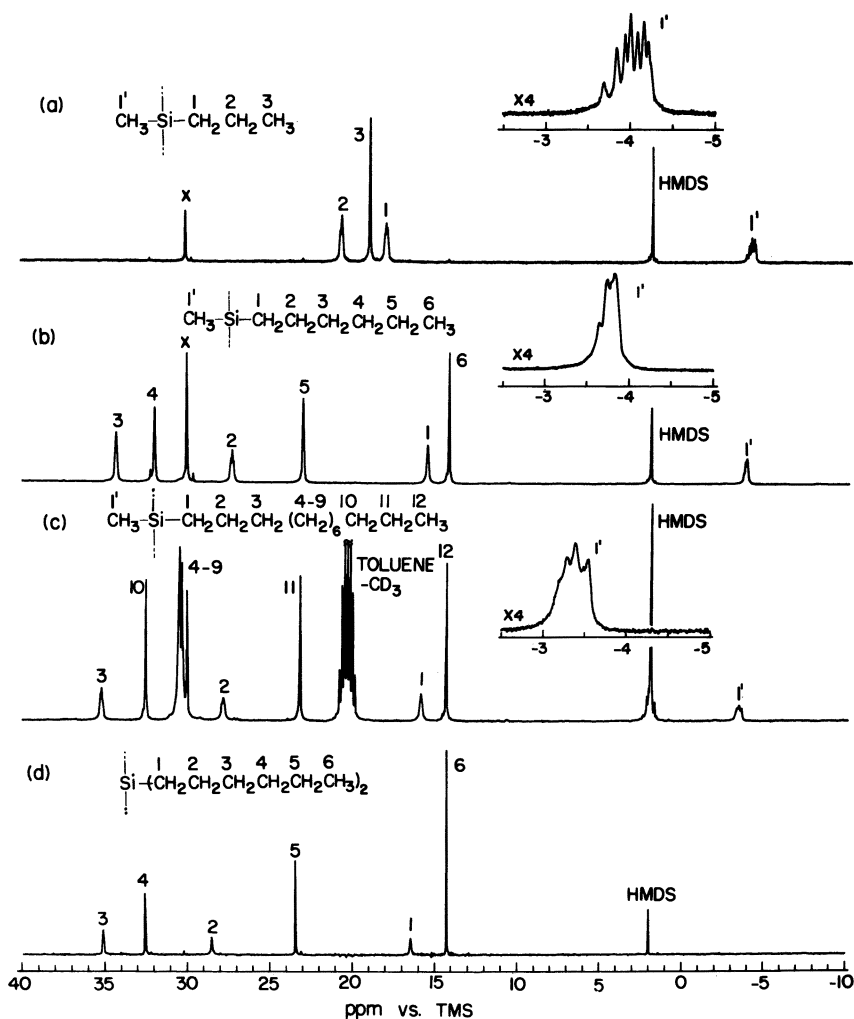 (a)
1' 1 2 3
CH3-Si-CH2CH2CH3
X
2
3
1
HMDS
1'
X4
1'
-3 -4 -5
(b)
1' 1 2 3 4 5 6
CH3-Si-CH2CH2CH2CH2CH2CH3
3
4
X
2
5
1
6
HMDS
1'
X4
1'
-3 -4 -5
(c)
1' 1 2 3 4-9 10 11 12
CH3-Si-CH2CH2CH2(CH2)6CH2CH2CH3
3
10
4-9
2
11
TOLUENE
-CD3
1
12
HMDS
1'
X4
1'
-3 -4 -5
(d)
1 2 3 4 5 6
Si-(CH2CH2CH2CH2CH2CH3)2
3
4
2
5
1
6
HMDS
40 35 30 25 20 15 10 5 0 -5 -10
ppm vs. TMS